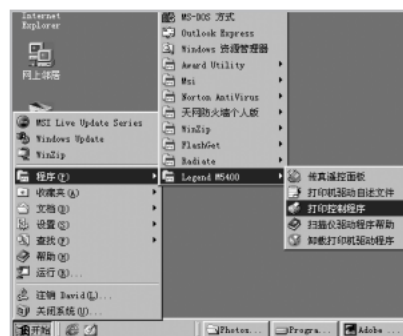 Internet
Explorer
网上邻居
MSI Live Update Series
Windows Update
WinZip
程序(P)
收藏夹(A)
文档(D)
设置(S)
查找(F)
帮助(H)
运行(R)...
注销 David(L)...
关闭系统(U)...
开始
MS-DOS 方式
Outlook Express
Windows 资源管理器
Award Utility
Msi
Norton AntiVirus
天网防火墙个人版
WinZip
FlashGet
Radiate
Legend M5400
传真遥控面板
打印机驱动自述文件
打印控制程序
扫描仪驱动程序帮助
卸载打印机驱动程序
Photos...
Progra...
Adobe ...